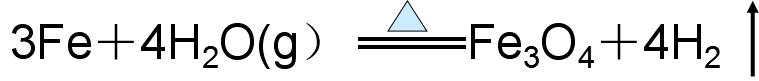 3Fe＋4H₂O(g） ══△══ Fe₃O₄＋4H₂ ↑